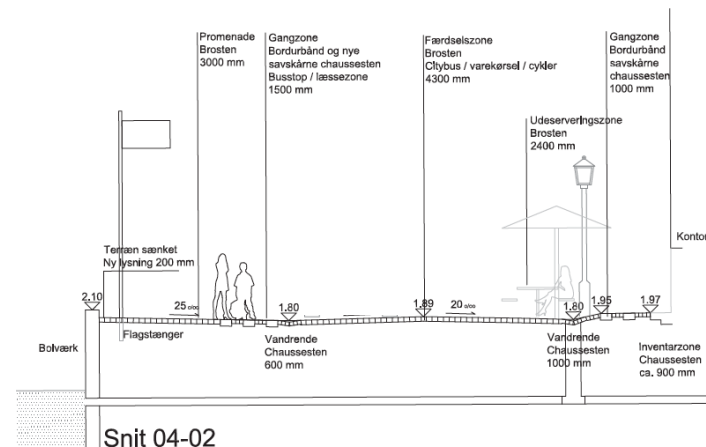 Promenade
Brosten
3000 mm
Gangzone
Bordurbånd og nye
savskårne chaussesten
Busstop / læssezone
1500 mm
Færdselszone
Brosten
Citybus / varekørsel / cykler
4300 mm
Gangzone
Bordurbånd
savskårne
chaussesten
1000 mm
Udeserveringszone
Brosten
2400 mm
Kontor
Terræn sænket
Ny lysning 200 mm
2.10
25 o/oo
1.80
1.89
20 o/oo
1.80
1.95
1.97
Bolværk
Flagstænger
Vandrende
Chaussesten
600 mm
Vandrende
Chaussesten
1000 mm
Inventarzone
Chaussesten
ca. 900 mm
Snit 04-02